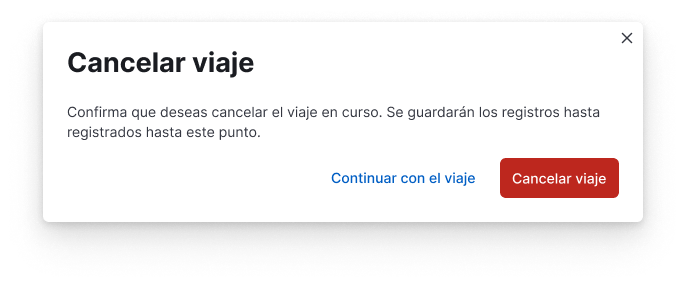 Cancelar viaje
Confirma que deseas cancelar el viaje en curso. Se guardarán los registros hasta
registrados hasta este punto.
Continuar con el viaje
Cancelar viaje